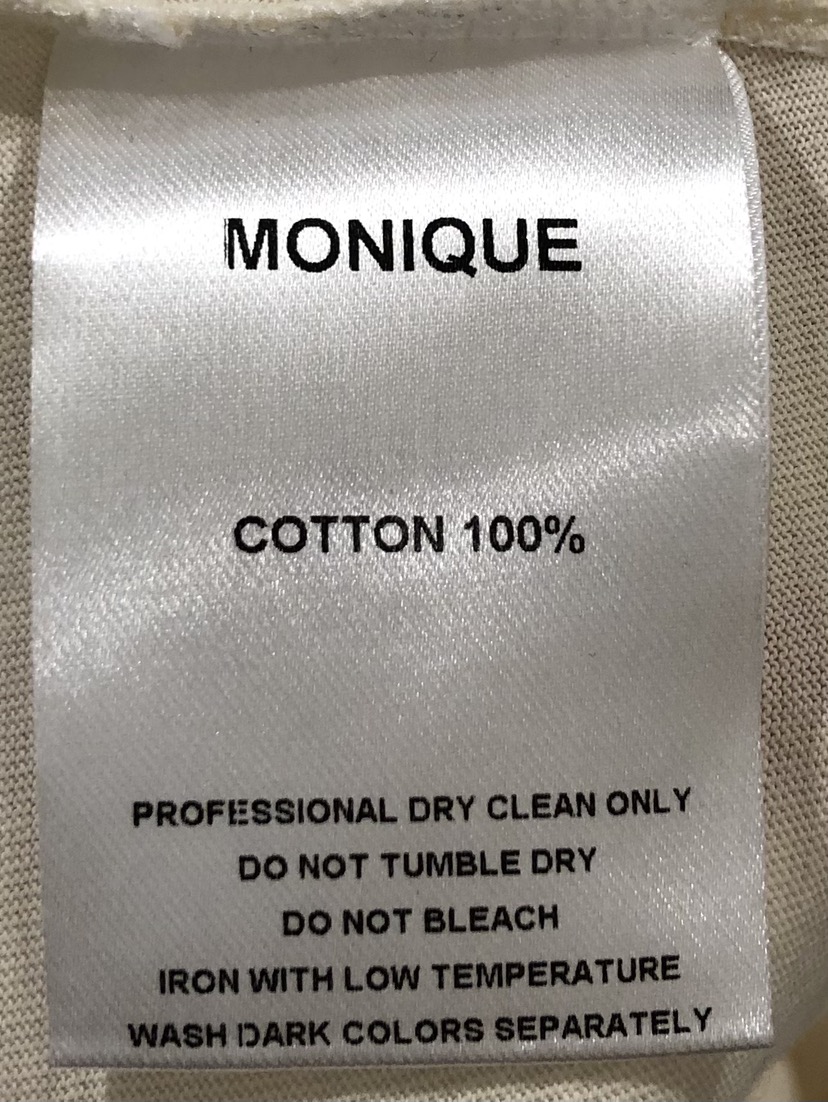 MONIQUE
COTTON 100%
PROFESSIONAL DRY CLEAN ONLY
DO NOT TUMBLE DRY
DO NOT BLEACH
IRON WITH LOW TEMPERATURE
WASH DARK COLORS SEPARATELY